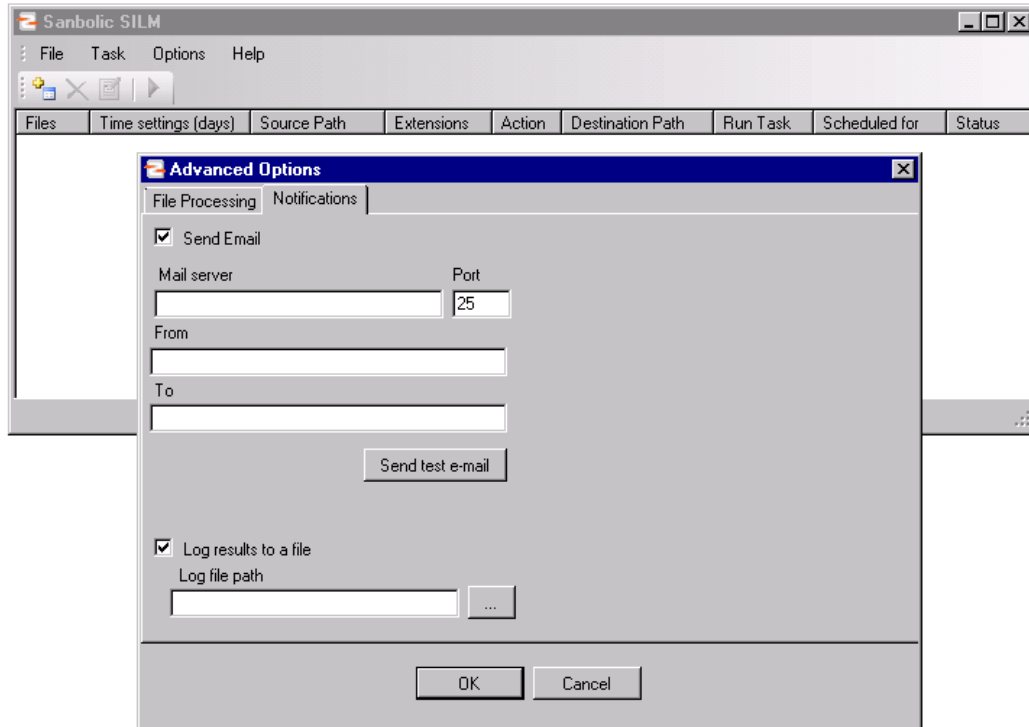 Sanbolic SILM
File Task Options Help
Files Time settings (days) Source Path Extensions Action Destination Path Run Task Scheduled for Status
Advanced Options
File Processing Notifications
Send Email
Mail server Port
25
From
To
Send test e-mail
Log results to a file
Log file path
...
OK Cancel